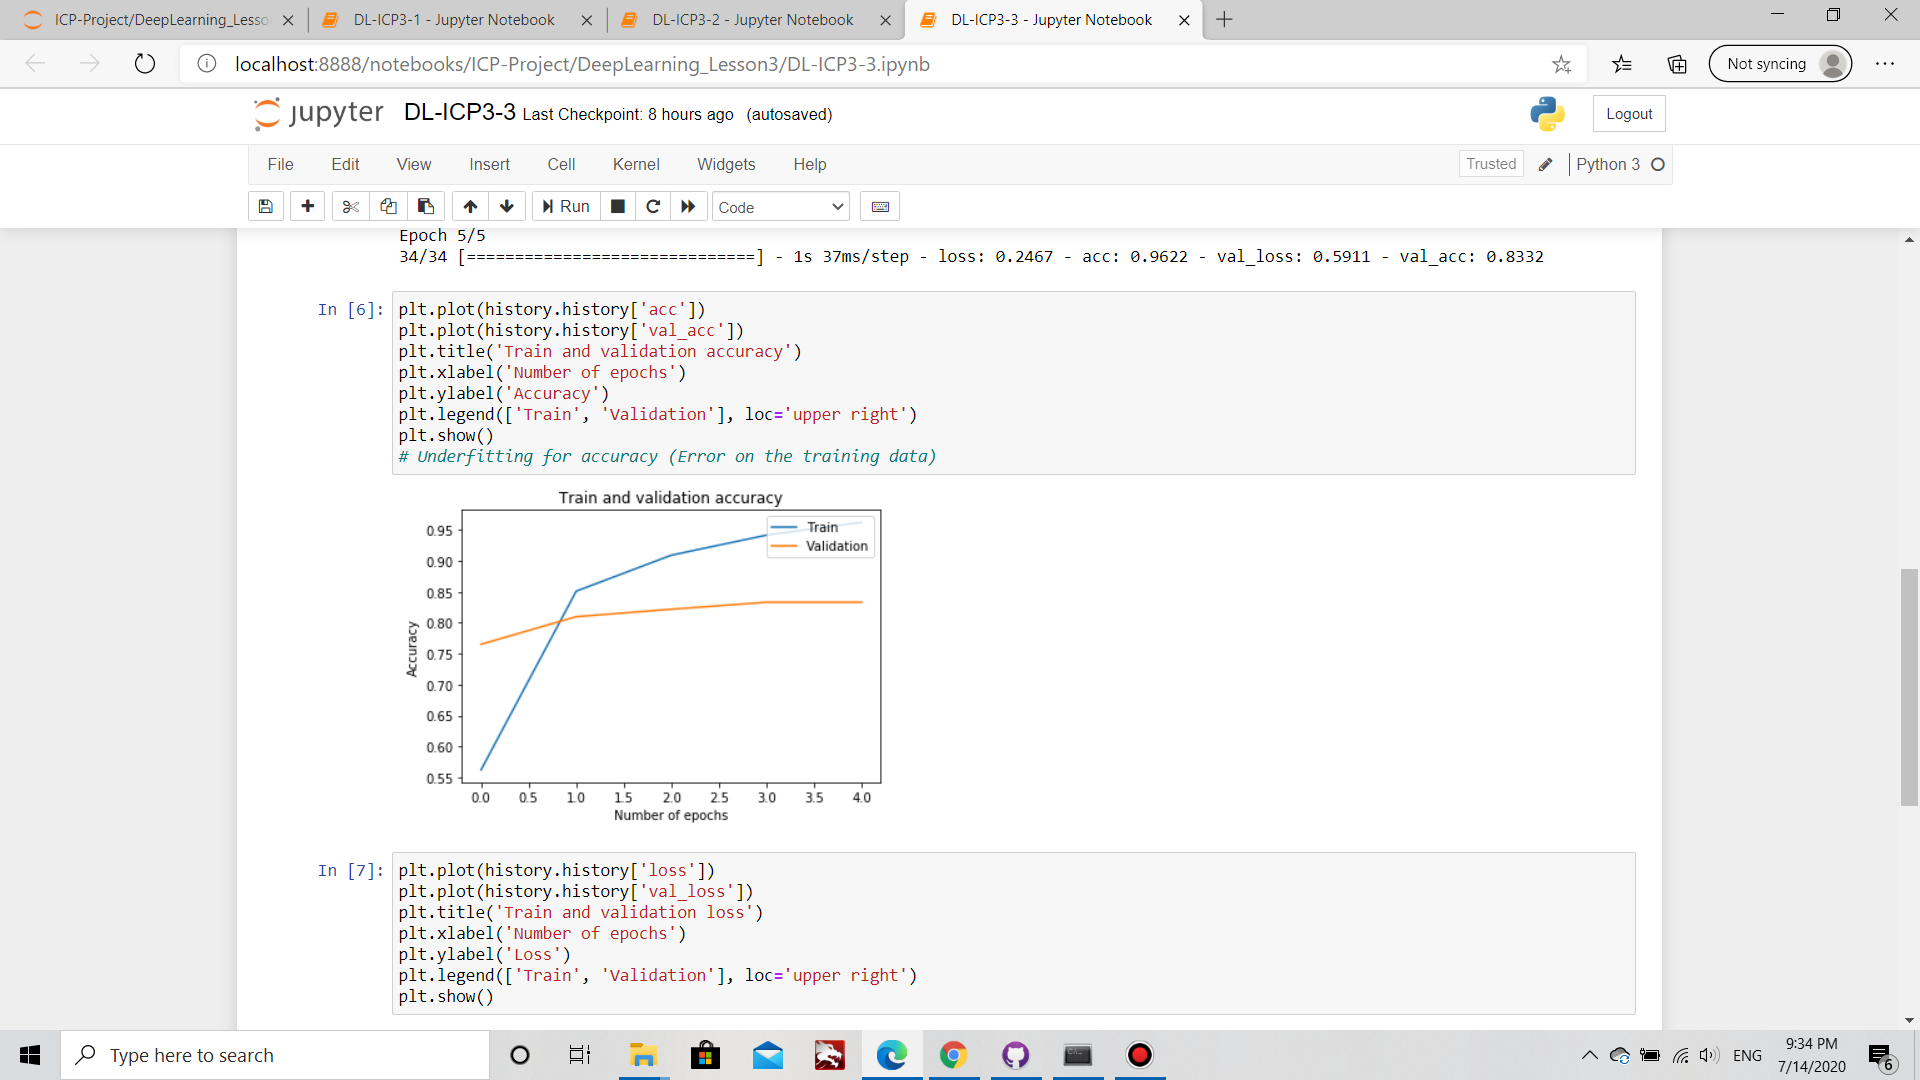 ICP-Project/DeepLearning_Lesso
DL-ICP3-1 - Jupyter Notebook
DL-ICP3-2 - Jupyter Notebook
DL-ICP3-3 - Jupyter Notebook
localhost:8888/notebooks/ICP-Project/DeepLearning_Lesson3/DL-ICP3-3.ipynb
Not syncing
jupyter DL-ICP3-3 Last Checkpoint: 8 hours ago (autosaved)
Logout
File Edit View Insert Cell Kernel Widgets Help
Trusted
Python 3
Run
Code
Epoch 5/5
34/34 [==============================] - 1s 37ms/step - loss: 0.2467 - acc: 0.9622 - val_loss: 0.5911 - val_acc: 0.8332
In [6]:
plt.plot(history.history['acc'])
plt.plot(history.history['val_acc'])
plt.title('Train and validation accuracy')
plt.xlabel('Number of epochs')
plt.ylabel('Accuracy')
plt.legend(['Train', 'Validation'], loc='upper right')
plt.show()
# Underfitting for accuracy (Error on the training data)
Train and validation accuracy
Train
Validation
0.95
0.90
0.85
0.80
0.75
0.70
0.65
0.60
0.55
Accuracy
0.0 0.5 1.0 1.5 2.0 2.5 3.0 3.5 4.0
Number of epochs
In [7]:
plt.plot(history.history['loss'])
plt.plot(history.history['val_loss'])
plt.title('Train and validation loss')
plt.xlabel('Number of epochs')
plt.ylabel('Loss')
plt.legend(['Train', 'Validation'], loc='upper right')
plt.show()
Type here to search
ENG
9:34 PM
7/14/2020
6